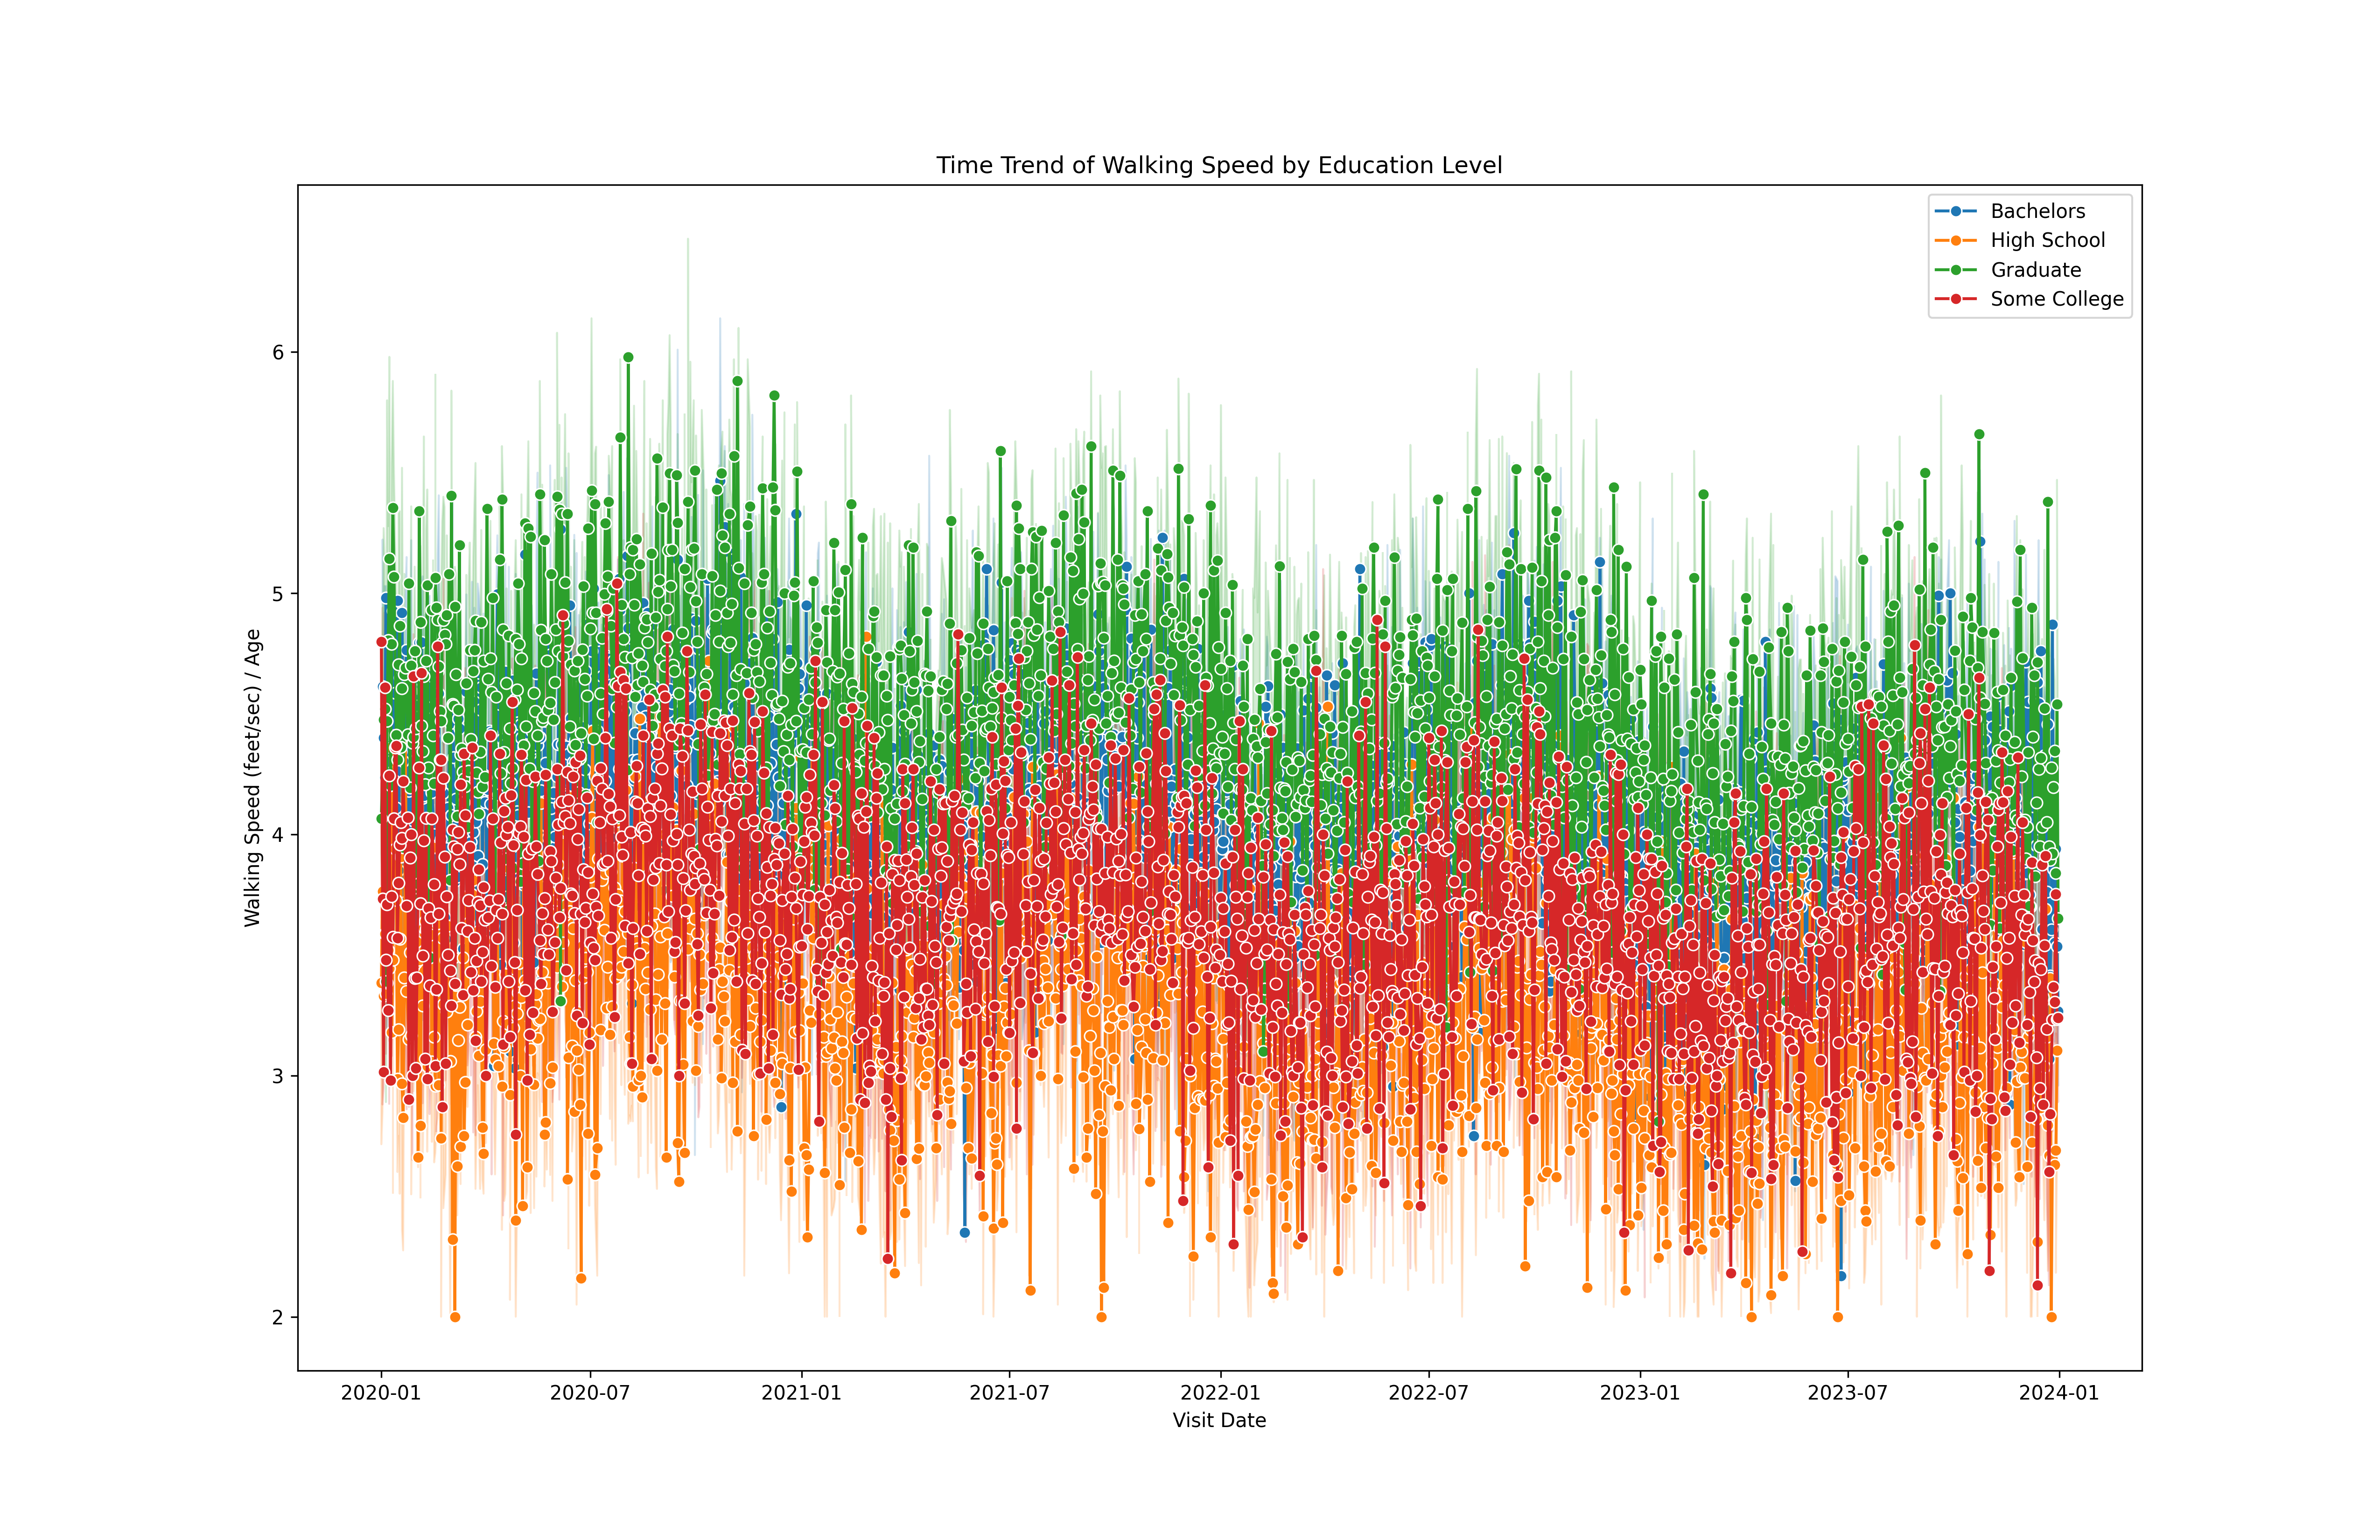 Time Trend of Walking Speed by Education Level
Bachelors
High School
Graduate
Some College
Walking Speed (feet/sec) / Age
6
5
4
3
2
2020-01 2020-07 2021-01 2021-07 2022-01 2022-07 2023-01 2023-07 2024-01
Visit Date